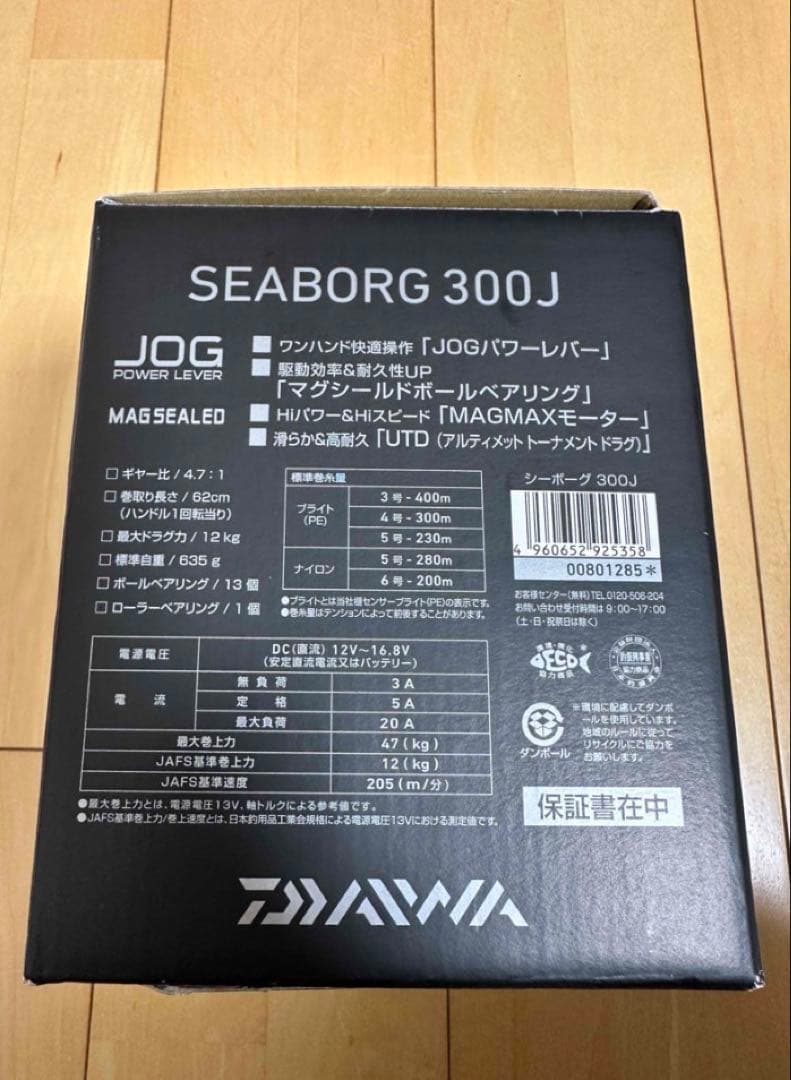 SEABORG 300J
JOG
POWER LEVER
MAGSEALED
ワンハンド快適操作「JOGパワーレバー」
駆動効率&耐久性UP
「マグシールドボールベアリング」
Hiパワー&Hiスピード「MAGMAXモーター」
滑らか&高耐久「UTD（アルティメット トーナメント ドラグ）」
□ ギヤー比 / 4.7：1
□ 巻取り長さ / 62cm
（ハンドル1回転当り）
□ 最大ドラグ力 / 12 kg
□ 標準自重 / 635 g
□ ボールベアリング / 13 個
□ ローラーベアリング / 1 個
標準巻糸量
ブライト
(PE)
3 号 - 400m
4 号 - 300m
5 号 - 230m
ナイロン
5 号 - 280m
6 号 - 200m
●ブライトとは当社極センサーブライト(PE)の表示です。
●巻糸量はテンションによって前後することがあります。
シーボーグ 300J
4 960652 925358
00801285*
お客様センター(無料)TEL0120-506-204
お問い合わせ受付時間は 9:00〜17:00
(土・日・祝祭日は除く)
電源電圧
DC(直流) 12V〜16.8V
(安定直流電流又はバッテリー)
電 流
無 負 荷
3 A
定 格
5 A
最大負荷
20 A
最大巻上力
47 ( kg )
JAFS基準巻上力
12 ( kg )
JAFS基準速度
205 ( m/分 )
●最大巻上力とは、電源電圧13V、軸トルクによる参考値です。
●JAFS基準巻上力/巻上速度とは、日本釣用品工業会規格による電源電圧13Vにおける測定値です。
協力商品
ダンボール
※環境に配慮してダンボ
ールを使用しています。
地域のルールに従って
リサイクルにご協力を
お願いします。
保証書在中
DAIWA